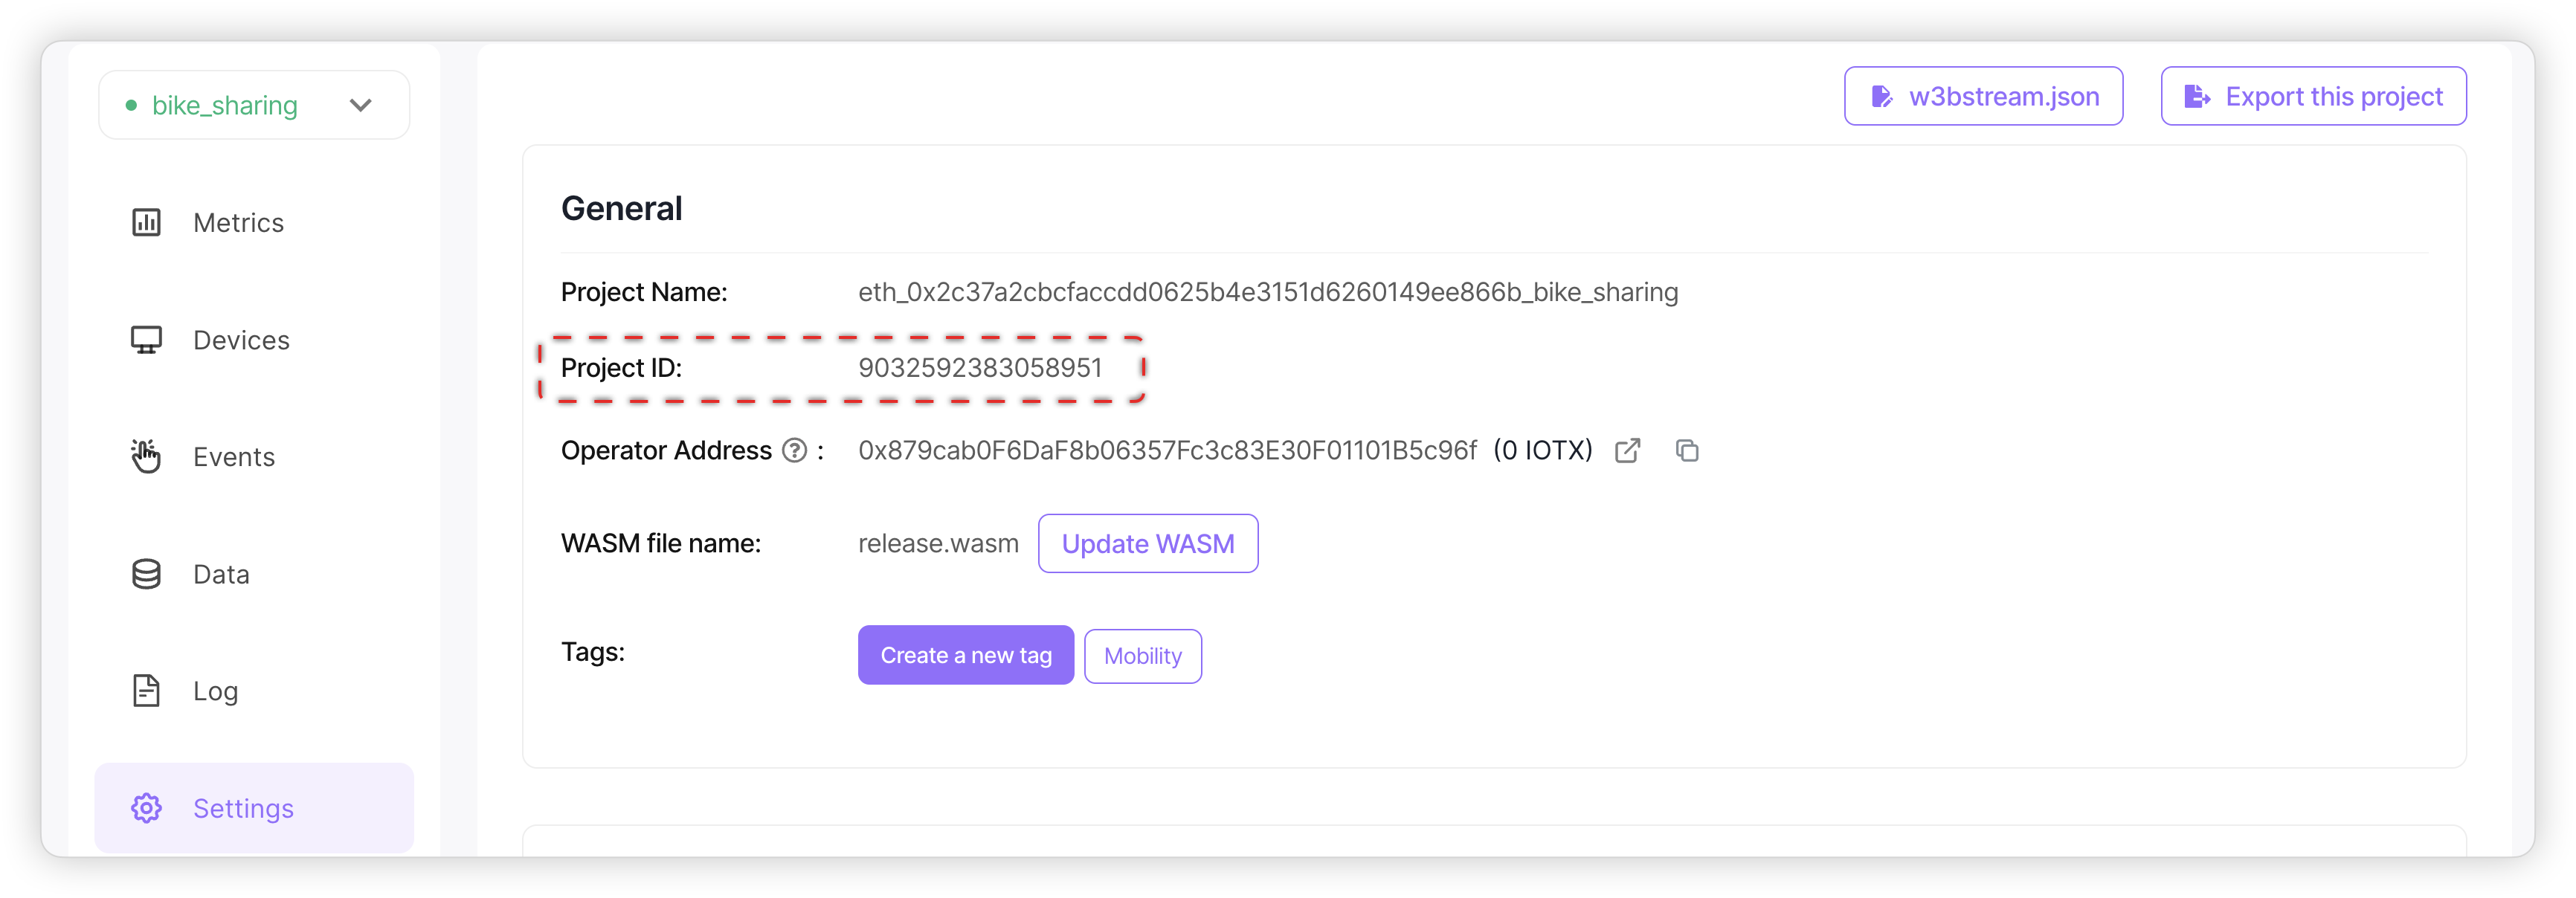 bike_sharing
Metrics
Devices
Events
Data
Log
Settings
w3bstream.json
Export this project
General
Project Name: eth_0x2c37a2cbcfaccdd0625b4e3151d6260149ee866b_bike_sharing
Project ID: 9032592383058951
Operator Address ? : 0x879cab0F6DaF8b06357Fc3c83E30F01101B5c96f (0 IOTX)
WASM file name: release.wasm Update WASM
Tags: Create a new tag Mobility